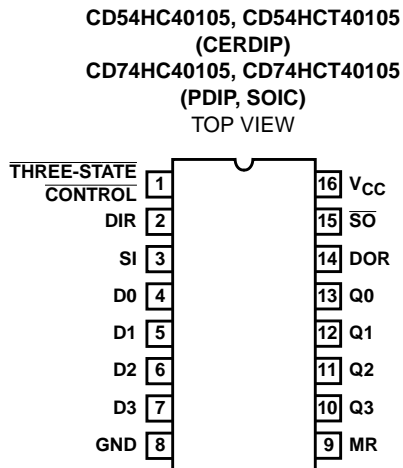 CD54HC40105, CD54HCT40105
(CERDIP)
CD74HC40105, CD74HCT40105
(PDIP, SOIC)
TOP VIEW
THREE-STATE
CONTROL 1
16 VCC
DIR 2
15 SO
SI 3
14 DOR
D0 4
13 Q0
D1 5
12 Q1
D2 6
11 Q2
D3 7
10 Q3
GND 8
9 MR